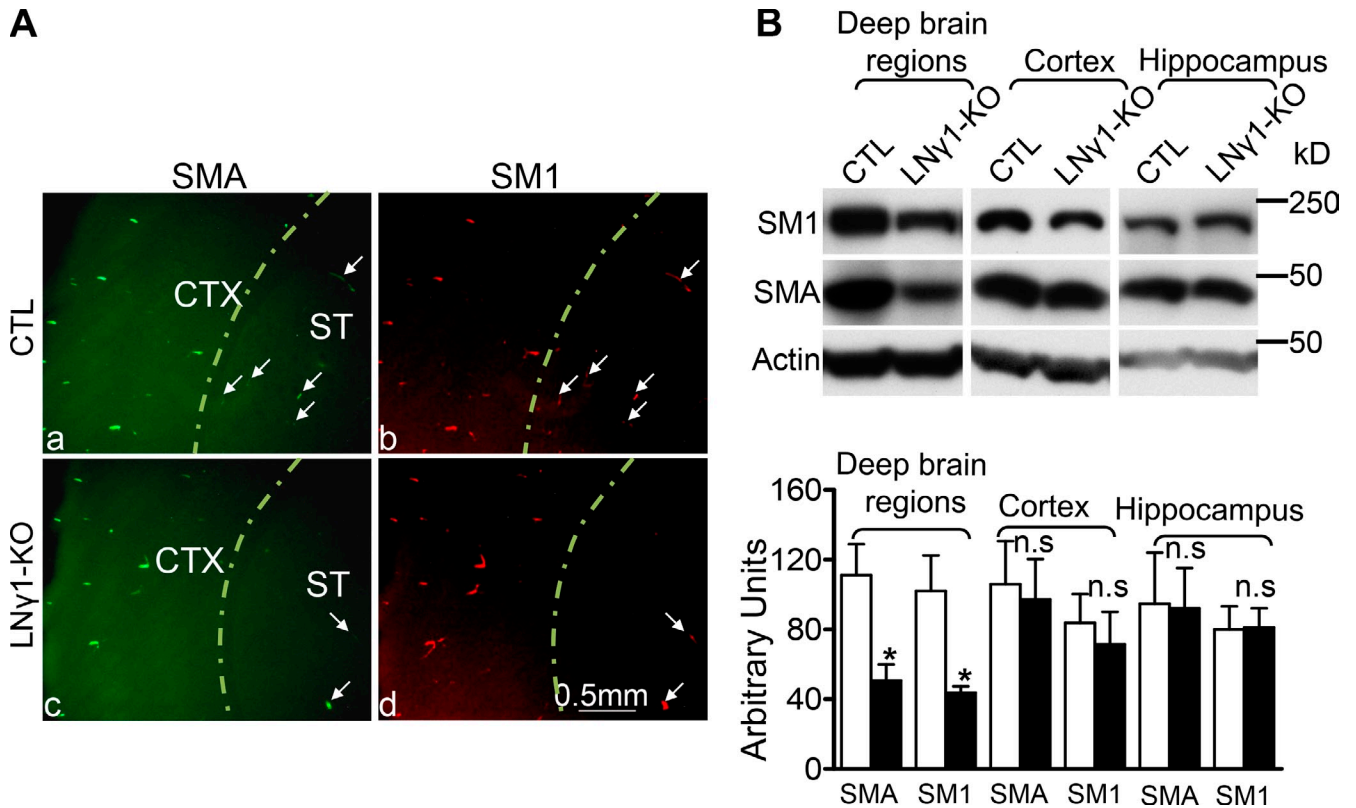 A
SMA
SM1
CTL
CTX
ST
a
b
LNγ1-KO
CTX
ST
c
d
0.5mm
B
Deep brain
regions
Cortex
Hippocampus
CTL
LNγ1-KO
CTL
LNγ1-KO
CTL
LNγ1-KO
kD
SM1
250
SMA
50
Actin
50
Deep brain
regions
Cortex
Hippocampus
Arbitrary Units
160
120
80
40
0
*
*
n.s
n.s
n.s
n.s
SMA SM1 SMA SM1 SMA SM1